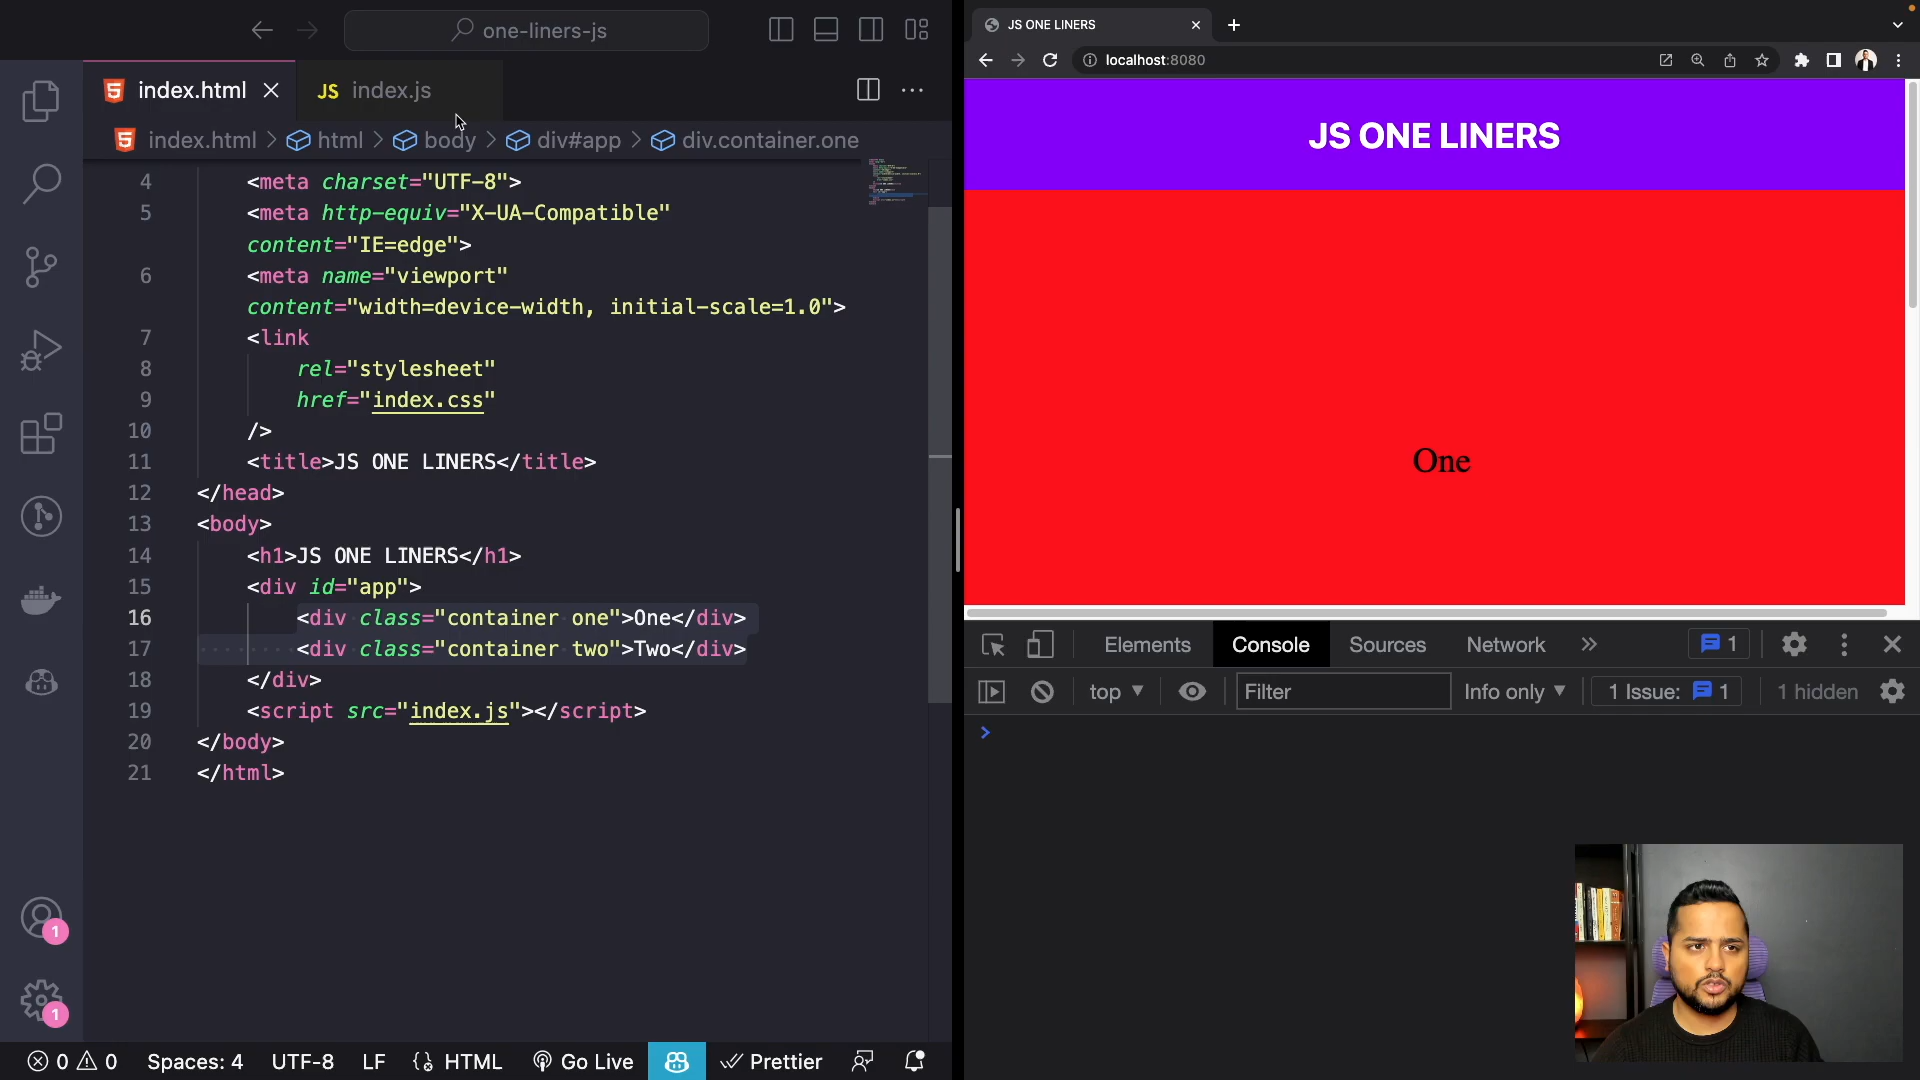 one-liners-js
index.html
JS index.js
index.html > html > body > div#app > div.container.one
4 <meta charset="UTF-8">
5 <meta http-equiv="X-UA-Compatible"
content="IE=edge">
6 <meta name="viewport"
content="width=device-width, initial-scale=1.0">
7 <link
8 rel="stylesheet"
9 href="index.css"
10 />
11 <title>JS ONE LINERS</title>
12 </head>
13 <body>
14 <h1>JS ONE LINERS</h1>
15 <div id="app">
16 <div class="container one">One</div>
17 <div class="container two">Two</div>
18 </div>
19 <script src="index.js"></script>
20 </body>
21 </html>
1
1
0 0 Spaces: 4 UTF-8 LF {} HTML Go Live Prettier
JS ONE LINERS
localhost:8080
JS ONE LINERS
One
Elements Console Sources Network » 1
top Filter Info only 1 Issue: 1 1 hidden
>